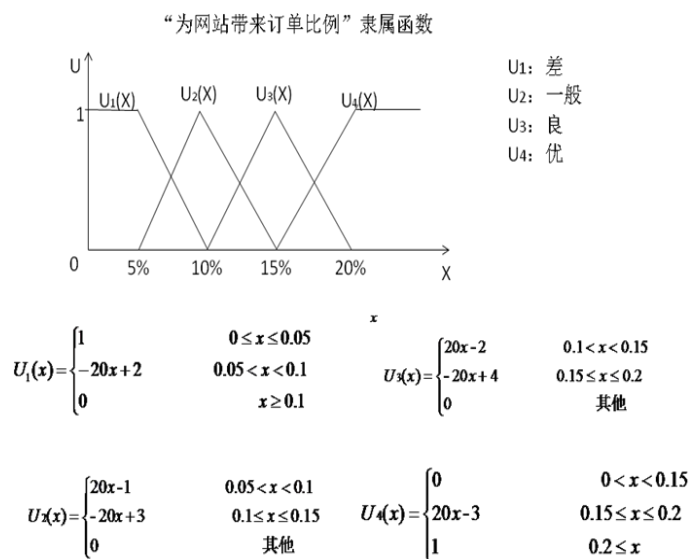 “为网站带来订单比例”隶属函数
U
U1(X) U2(X) U3(X) U4(X)
1
0 5% 10% 15% 20% X
U1：差
U2：一般
U3：良
U4：优
x
U₁(x)={1 0≤x≤0.05
-20x+2 0.05<x<0.1
0 x≥0.1
U₃(x)={20x-2 0.1<x<0.15
-20x+4 0.15≤x≤0.2
0 其他
U₂(x)={20x-1 0.05<x<0.1
-20x+3 0.1≤x≤0.15
0 其他
U₄(x)={0 0<x<0.15
20x-3 0.15≤x≤0.2
1 0.2≤x